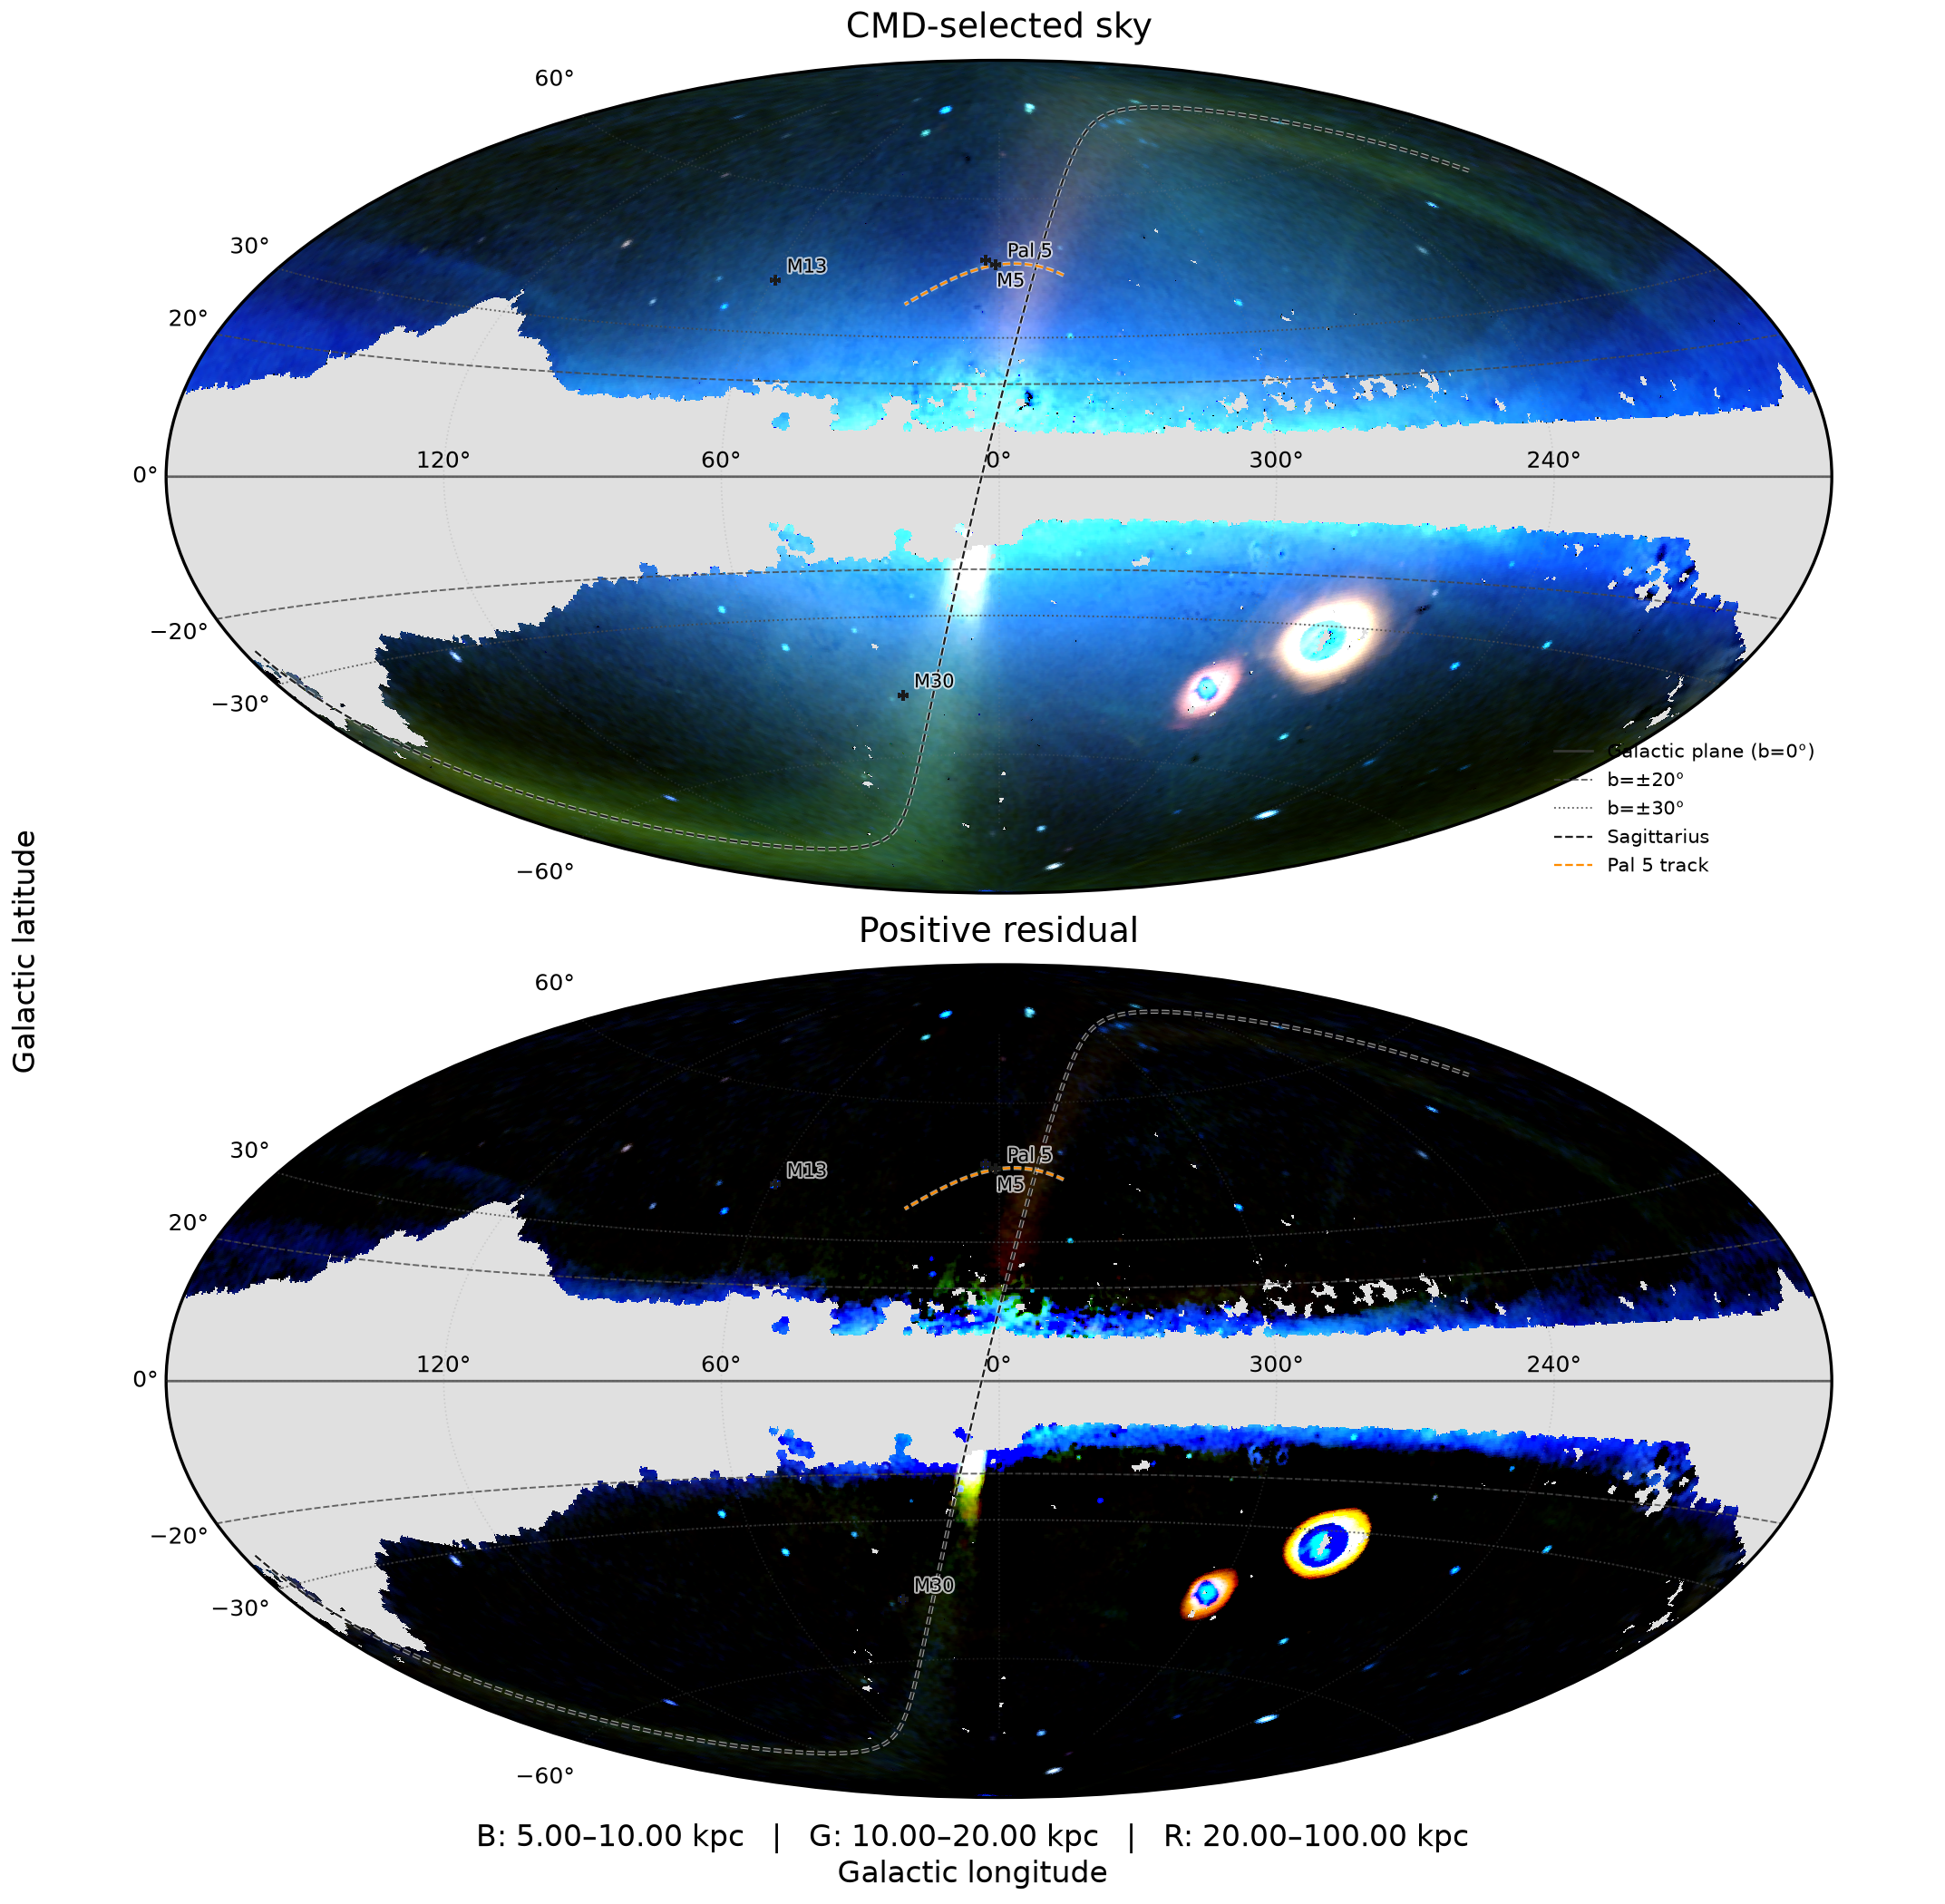 CMD-selected sky
60°
30°
20°
M13
Pal 5
M5
120°
60°
0°
300°
240°
0°
M30
−20°
−30°
−60°
Galactic plane (b=0°)
b=±20°
b=±30°
Sagittarius
Pal 5 track
Galactic latitude
Positive residual
60°
30°
20°
M13
Pal 5
M5
120°
60°
0°
300°
240°
0°
−20°
M30
−30°
−60°
B: 5.00–10.00 kpc | G: 10.00–20.00 kpc | R: 20.00–100.00 kpc
Galactic longitude